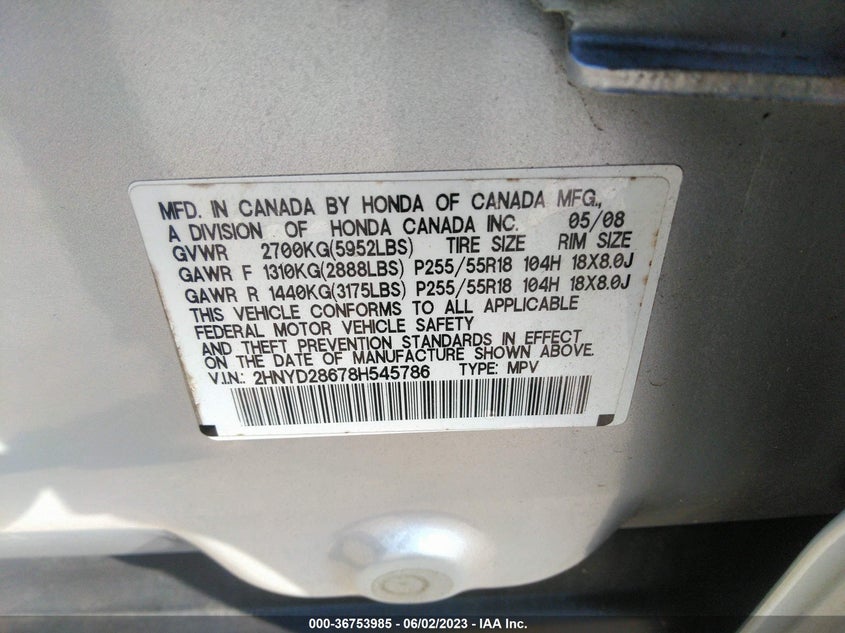 MFD. IN CANADA BY HONDA OF CANADA MFG.,
A DIVISION OF HONDA CANADA INC. 05/08
GVWR 2700KG(5952LBS) TIRE SIZE RIM SIZE
GAWR F 1310KG(2888LBS) P255/55R18 104H 18X8.0J
GAWR R 1440KG(3175LBS) P255/55R18 104H 18X8.0J
THIS VEHICLE CONFORMS TO ALL APPLICABLE
FEDERAL MOTOR VEHICLE SAFETY
AND THEFT PREVENTION STANDARDS IN EFFECT
ON THE DATE OF MANUFACTURE SHOWN ABOVE.
V.I.N.: 2HNYD28678H545786 TYPE: MPV
000-36753985 - 06/02/2023 - IAA Inc.